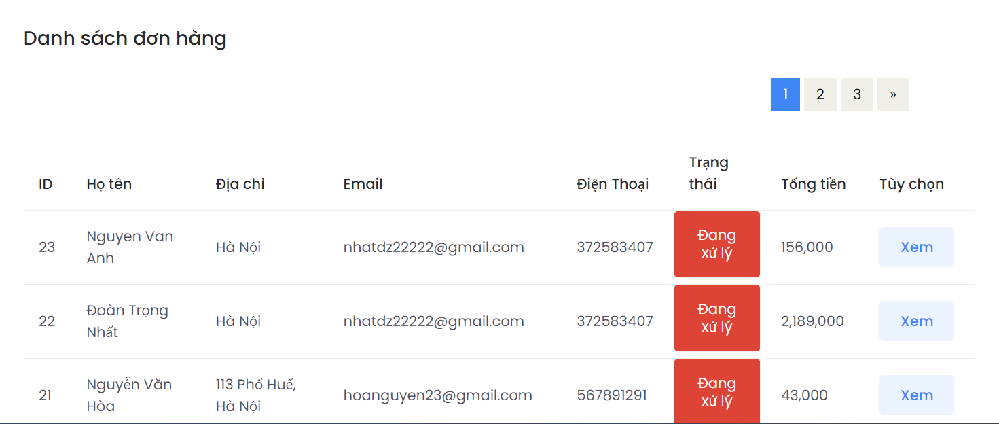 Danh sách đơn hàng
1 2 3 »
ID Họ tên Địa chỉ Email Điện Thoại Trạng thái Tổng tiền Tùy chọn
23 Nguyen Van Anh Hà Nội nhatdz22222@gmail.com 372583407 Đang xử lý 156,000 Xem
22 Đoàn Trọng Nhất Hà Nội nhatdz22222@gmail.com 372583407 Đang xử lý 2,189,000 Xem
21 Nguyễn Văn Hòa 113 Phố Huế, Hà Nội hoanguyen23@gmail.com 567891291 Đang xử lý 43,000 Xem